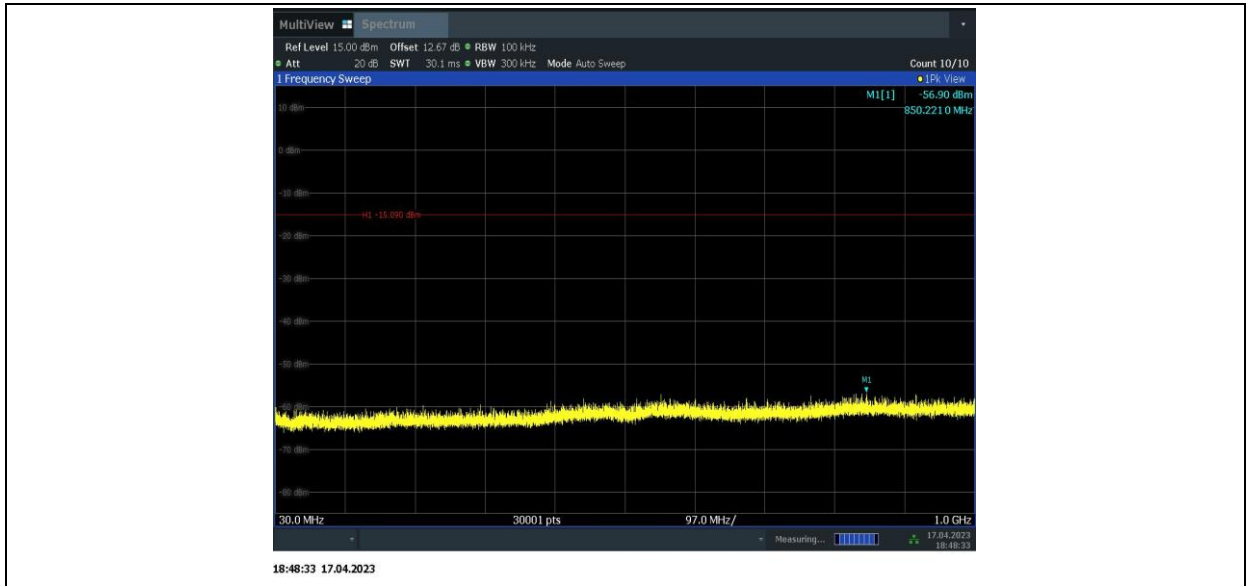 MultiView Spectrum
Ref Level 15.00 dBm Offset 12.67 dB RBW 100 kHz
Att 20 dB SWT 30.1 ms VBW 300 kHz Mode Auto Sweep Count 10/10
1 Frequency Sweep 1Pk View
M1[1] -56.90 dBm
850.2210 MHz
10 dBm
0 dBm
-10 dBm
H1 -15.090 dBm
-20 dBm
-30 dBm
-40 dBm
-50 dBm
M1
-60 dBm
-70 dBm
-80 dBm
30.0 MHz 30001 pts 97.0 MHz/ 1.0 GHz
Measuring... 17.04.2023
18:48:33
18:48:33 17.04.2023